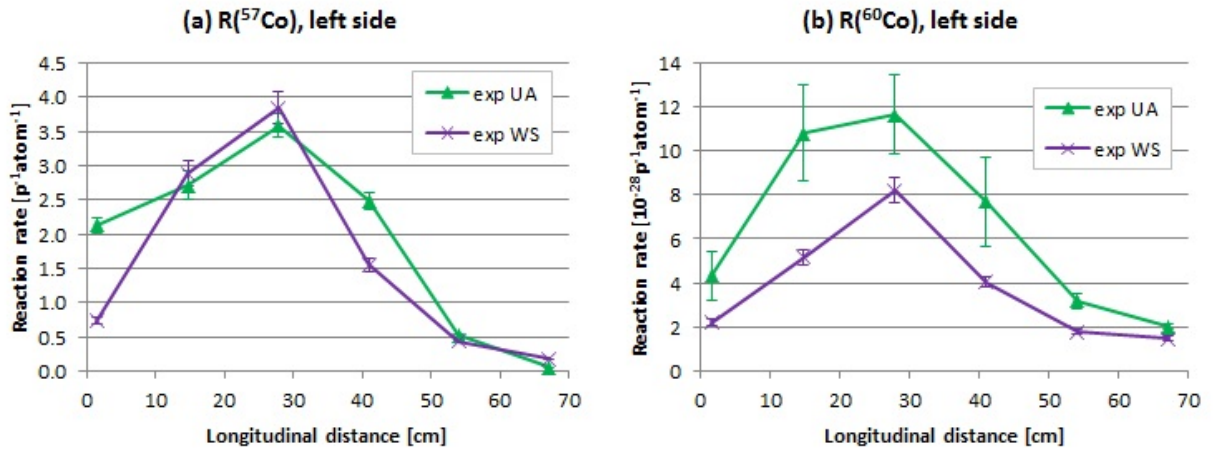 (a) R(⁵⁷Co), left side
Reaction rate [p⁻¹atom⁻¹]
4.5
4.0
3.5
3.0
2.5
2.0
1.5
1.0
0.5
0.0
exp UA
exp WS
0 10 20 30 40 50 60 70
Longitudinal distance [cm]
(b) R(⁶⁰Co), left side
Reaction rate [10⁻²⁸p⁻¹atom⁻¹]
14
12
10
8
6
4
2
0
exp UA
exp WS
0 10 20 30 40 50 60 70
Longitudinal distance [cm]